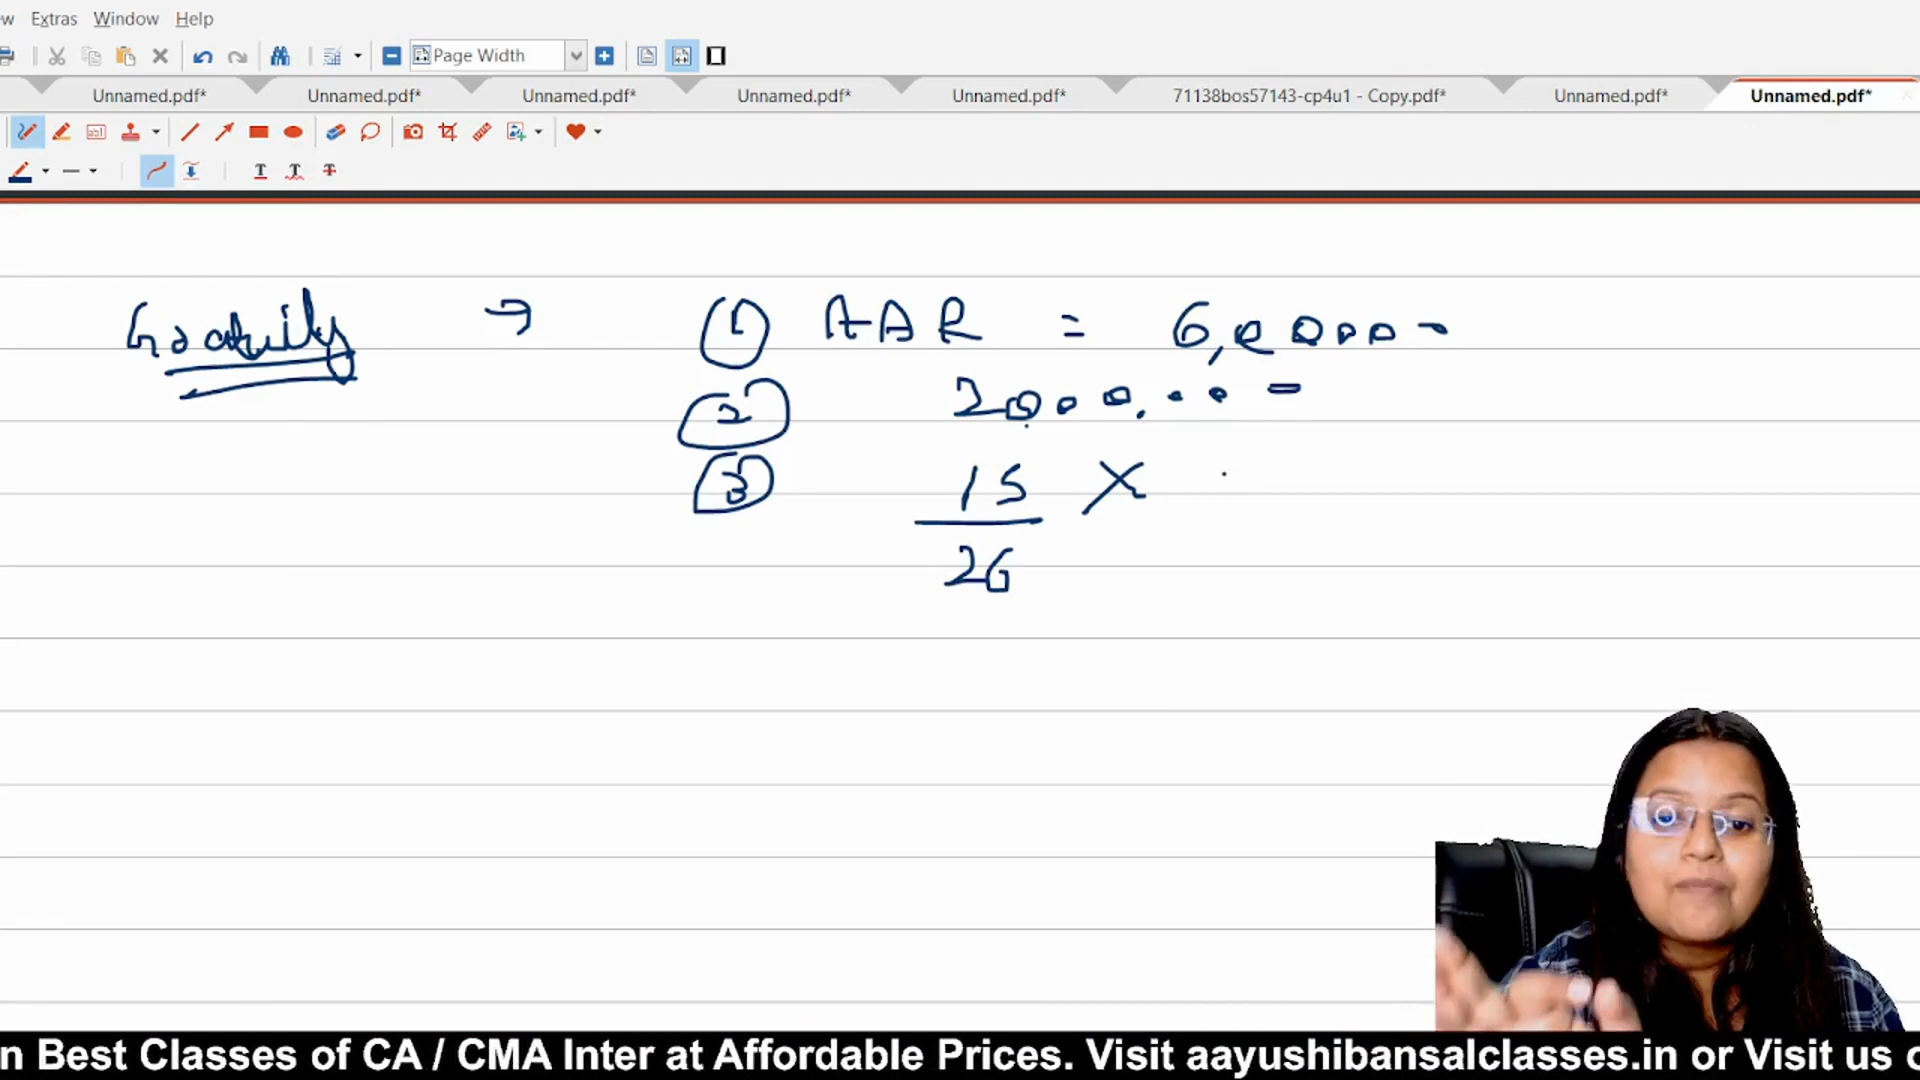 w Extras Window Help
Page Width
Unnamed.pdf* Unnamed.pdf* Unnamed.pdf* Unnamed.pdf* Unnamed.pdf* 71138bos57143-cp4u1 - Copy.pdf* Unnamed.pdf* Unnamed.pdf*
Gratuity → ① AAR = 6,00000 -
② 2000,00 =
③ 15 X
26
n Best Classes of CA / CMA Inter at Affordable Prices. Visit aayushibansalclasses.in or Visit us o